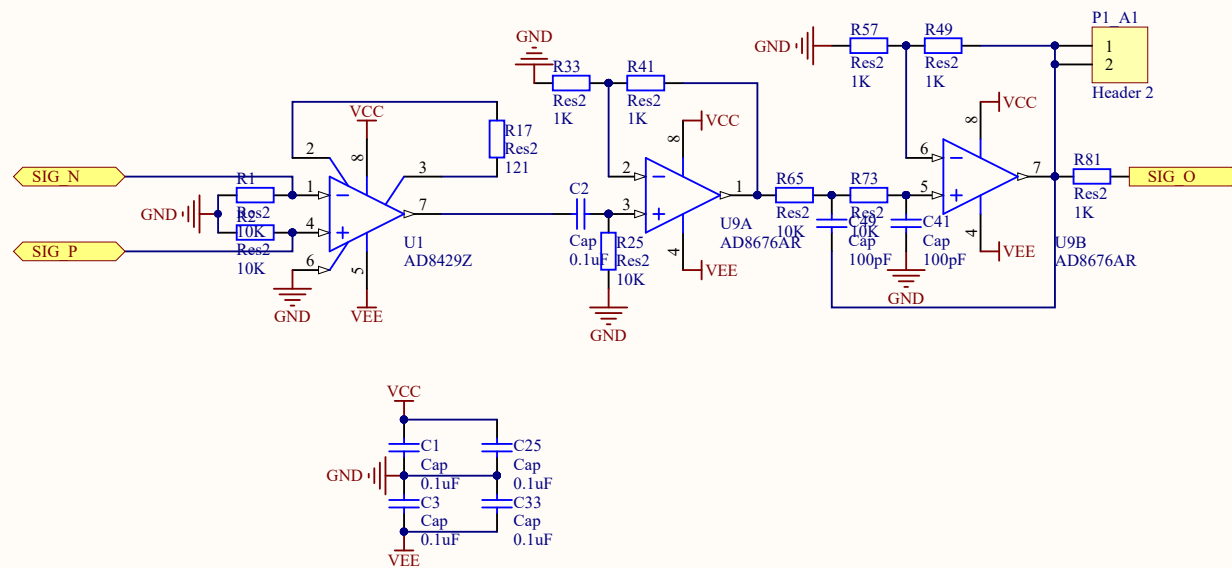 P1_A1
R57
R49
GND
1
2
Res2
1K
Res2
1K
Header 2
GND
R33
R41
Res2
1K
Res2
1K
VCC
8
VCC
8
R17
Res2
121
2
3
SIG_N
R1
Res2
10K
1
GND
R2
Res2
10K
4
SIG_P
7
6
5
U1
AD8429Z
GND
VEE
C2
Cap
0.1uF
2
3
1
R25
Res2
10K
GND
4
VEE
U9A
AD8676AR
R65
Res2
10K
R73
Res2
10K
C49
Cap
100pF
C41
Cap
100pF
GND
6
5
7
4
VEE
U9B
AD8676AR
R81
Res2
1K
SIG_O
VCC
C1
Cap
0.1uF
C25
Cap
0.1uF
GND
C3
Cap
0.1uF
C33
Cap
0.1uF
VEE